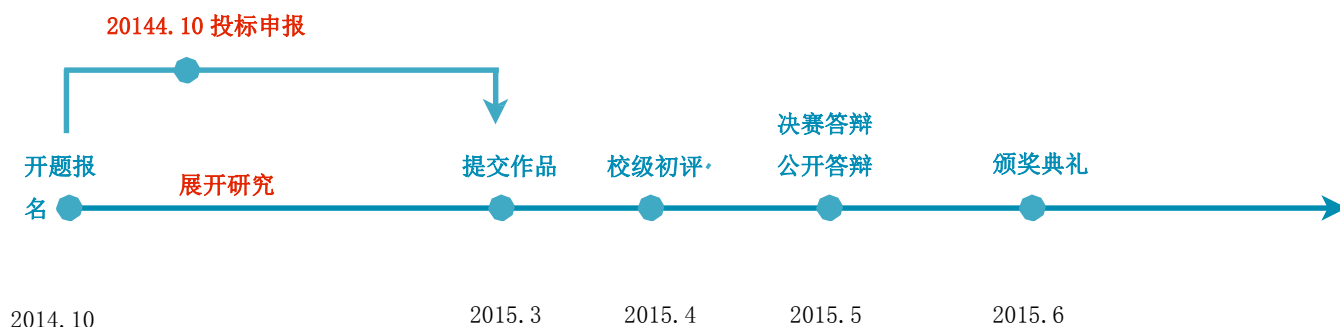 20144.10 投标申报
决赛答辩
开题报
提交作品
校级初评
公开答辩
颁奖典礼
展开研究
名
2014.10
2015.3
2015.4
2015.5
2015.6